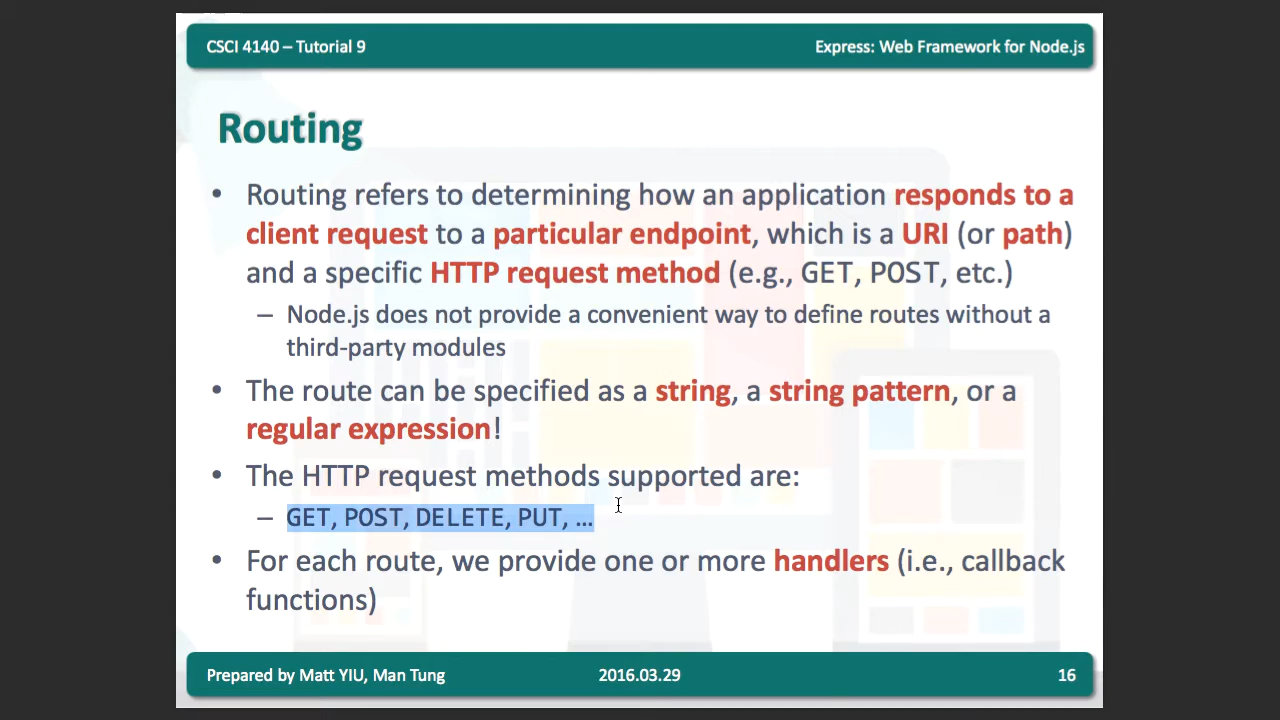 CSCI 4140 – Tutorial 9
Express: Web Framework for Node.js
Routing
• Routing refers to determining how an application responds to a
client request to a particular endpoint, which is a URI (or path)
and a specific HTTP request method (e.g., GET, POST, etc.)
– Node.js does not provide a convenient way to define routes without a
third-party modules
• The route can be specified as a string, a string pattern, or a
regular expression!
• The HTTP request methods supported are:
– GET, POST, DELETE, PUT, …
• For each route, we provide one or more handlers (i.e., callback
functions)
Prepared by Matt YIU, Man Tung
2016.03.29
16